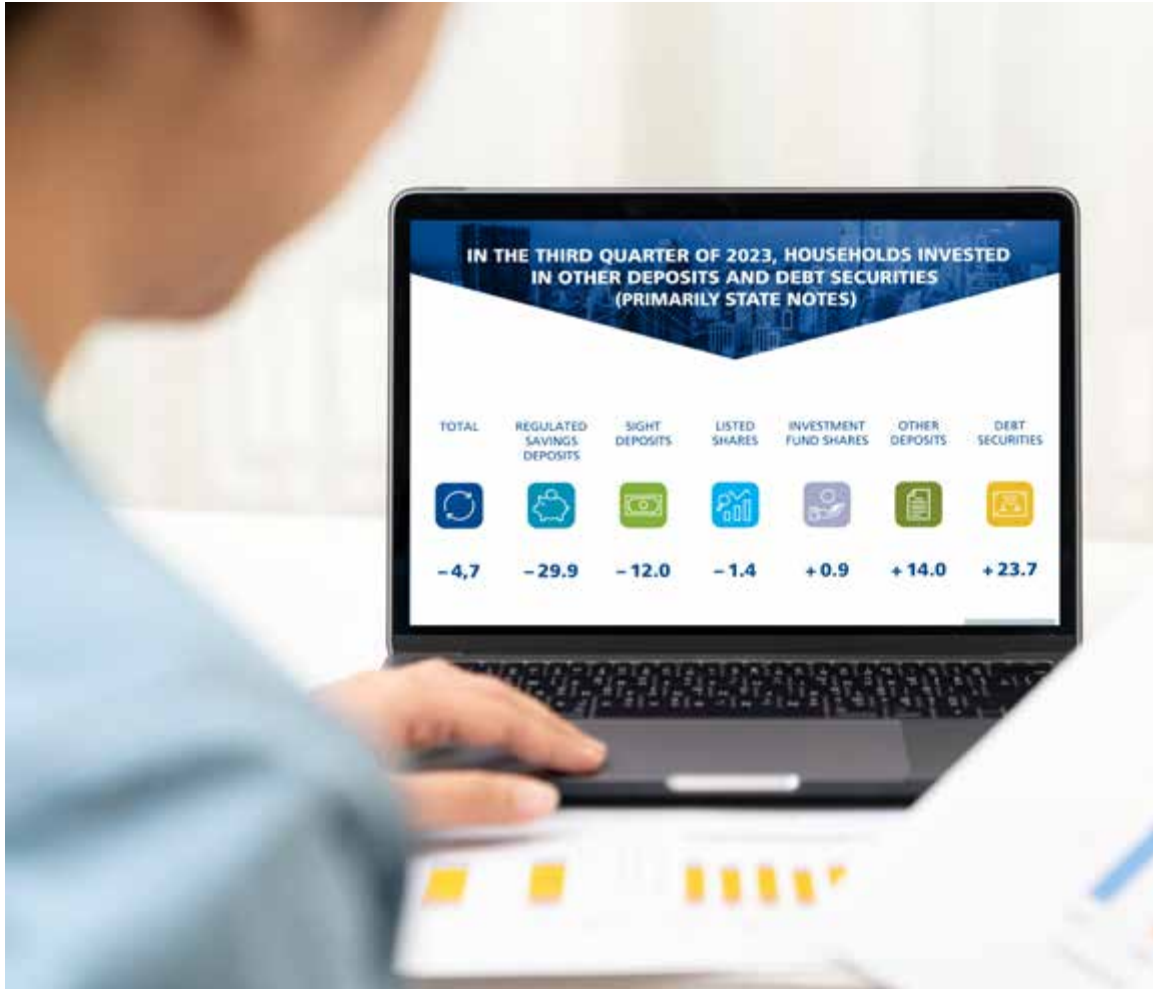 IN THE THIRD QUARTER OF 2023, HOUSEHOLDS INVESTED
IN OTHER DEPOSITS AND DEBT SECURITIES
(PRIMARILY STATE NOTES)
TOTAL
REGULATED
SAVINGS
DEPOSITS
SIGHT
DEPOSITS
LISTED
SHARES
INVESTMENT
FUND SHARES
OTHER
DEPOSITS
DEBT
SECURITIES
–4,7
–29.9
–12.0
–1.4
+0.9
+14.0
+23.7